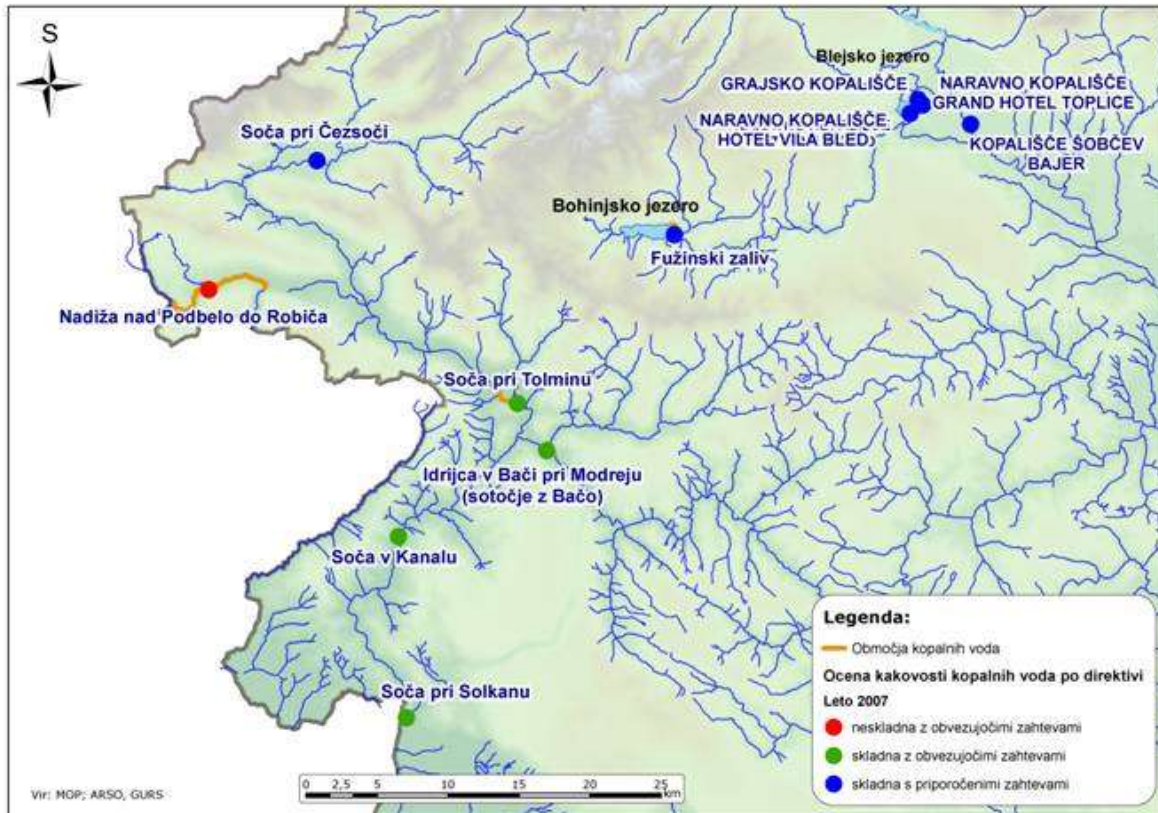 S
Blejsko jezero
GRAJSKO KOPALIŠČE
NARAVNO KOPALIŠČE
GRAND HOTEL TOPLICE
NARAVNO KOPALIŠČE
HOTEL VILA BLED
KOPALIŠČE ŠOBČEV
BAJER
Soča pri Čezsoči
Bohinjsko jezero
Fužinski zaliv
Nadiža nad Podbelo do Robiča
Soča pri Tolminu
Idrijca v Bači pri Modreju
(sotočje z Bačo)
Soča v Kanalu
Soča pri Solkanu
Legenda:
Območja kopalnih voda
Ocena kakovosti kopalnih voda po direktivi
Leto 2007
neskladna z obvezujočimi zahtevami
skladna z obvezujočimi zahtevami
skladna s priporočenimi zahtevami
0 2,5 5 10 15 20 25
km
Vir: MOP; ARSO, GURS